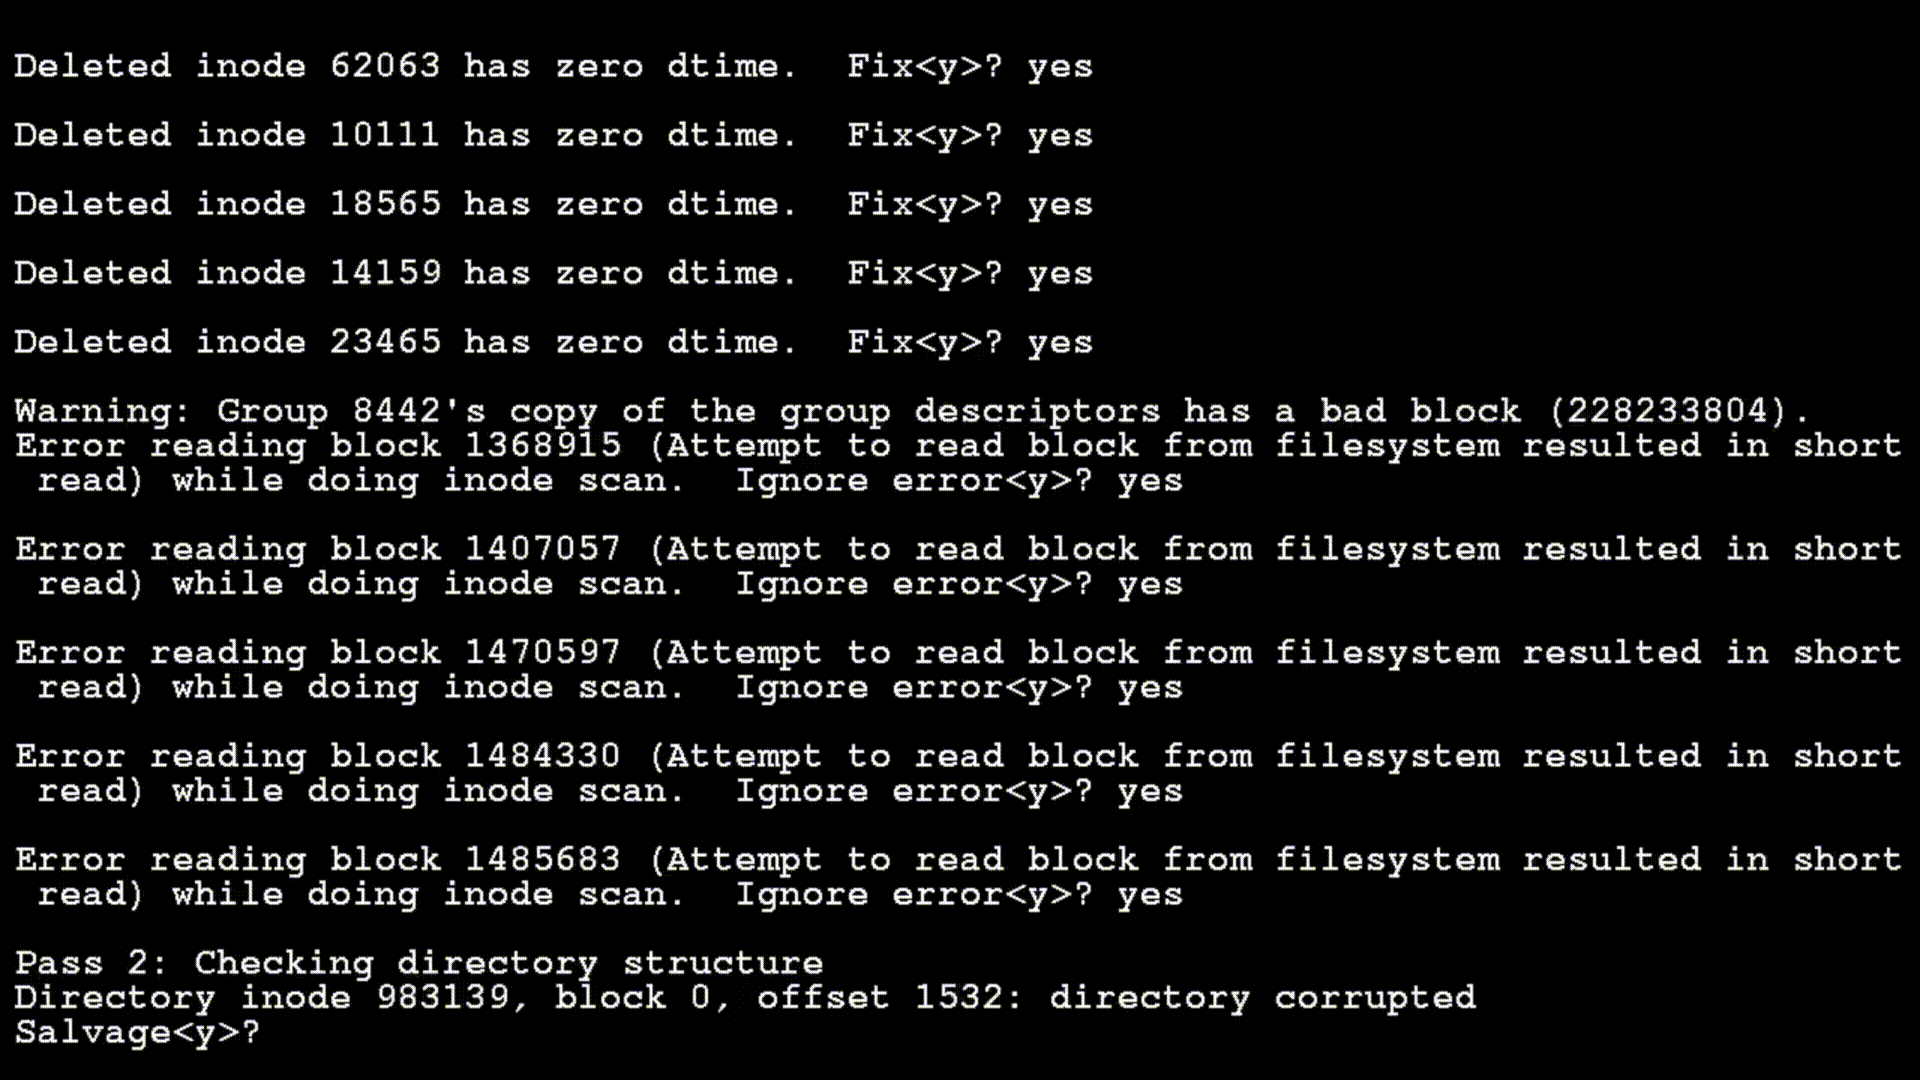 Deleted inode 62063 has zero dtime.  Fix<y>? yes
Deleted inode 10111 has zero dtime.  Fix<y>? yes
Deleted inode 18565 has zero dtime.  Fix<y>? yes
Deleted inode 14159 has zero dtime.  Fix<y>? yes
Deleted inode 23465 has zero dtime.  Fix<y>? yes
Warning: Group 8442's copy of the group descriptors has a bad block (228233804).
Error reading block 1368915 (Attempt to read block from filesystem resulted in short
read) while doing inode scan.  Ignore error<y>? yes
Error reading block 1407057 (Attempt to read block from filesystem resulted in short
read) while doing inode scan.  Ignore error<y>? yes
Error reading block 1470597 (Attempt to read block from filesystem resulted in short
read) while doing inode scan.  Ignore error<y>? yes
Error reading block 1484330 (Attempt to read block from filesystem resulted in short
read) while doing inode scan.  Ignore error<y>? yes
Error reading block 1485683 (Attempt to read block from filesystem resulted in short
read) while doing inode scan.  Ignore error<y>? yes
Pass 2: Checking directory structure
Directory inode 983139, block 0, offset 1532: directory corrupted
Salvage<y>?